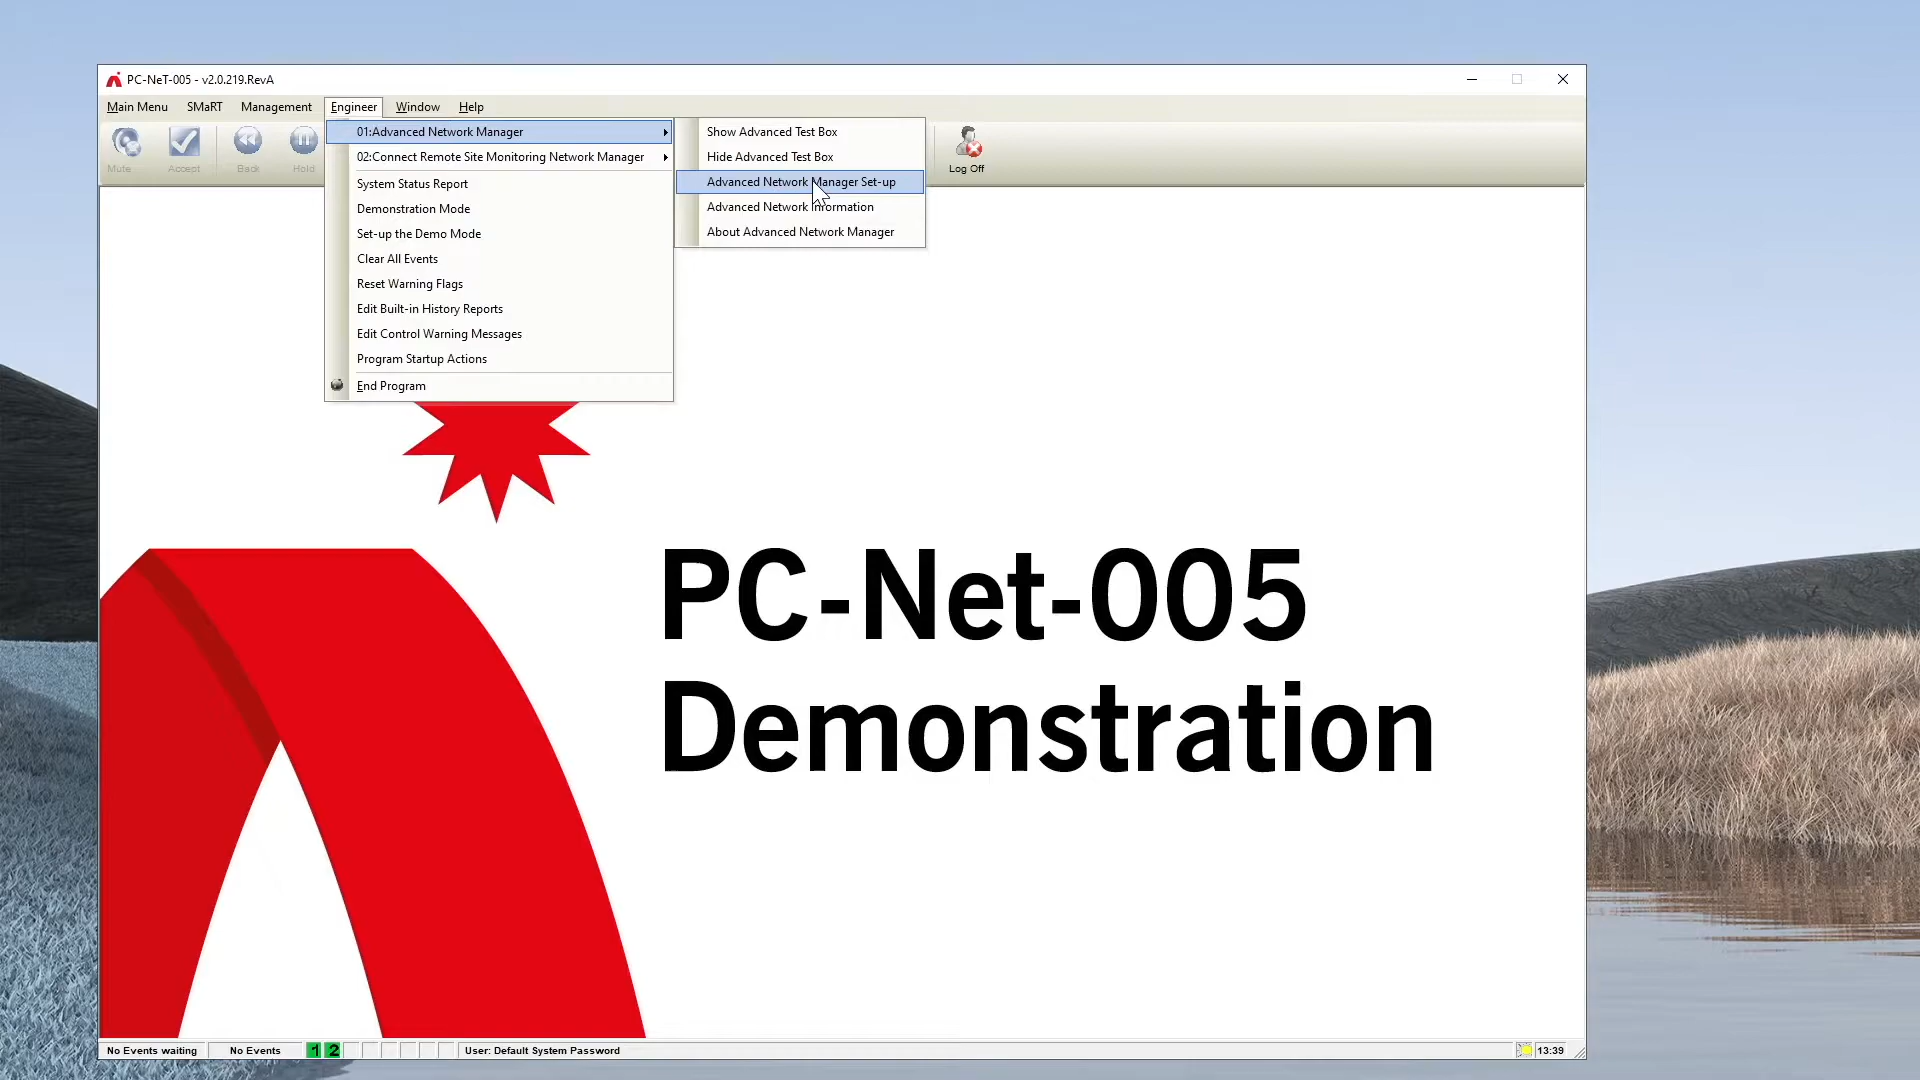 PC-NeT-005 - v2.0.219.RevA
Main Menu SMaRT Management Engineer Window Help
Mute Accept Back Hold Log Off
01:Advanced Network Manager
02:Connect Remote Site Monitoring Network Manager
System Status Report
Demonstration Mode
Set-up the Demo Mode
Clear All Events
Reset Warning Flags
Edit Built-in History Reports
Edit Control Warning Messages
Program Startup Actions
End Program
Show Advanced Test Box
Hide Advanced Test Box
Advanced Network Manager Set-up
Advanced Network Information
About Advanced Network Manager
PC-Net-005
Demonstration
No Events waiting No Events 1 2 User: Default System Password 13:39